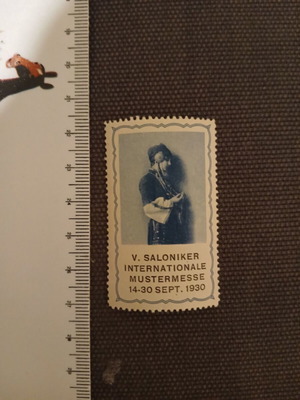 V. SALONIKER
INTERNATIONALE
MUSTERMESSE
14-30 SEPT. 1930